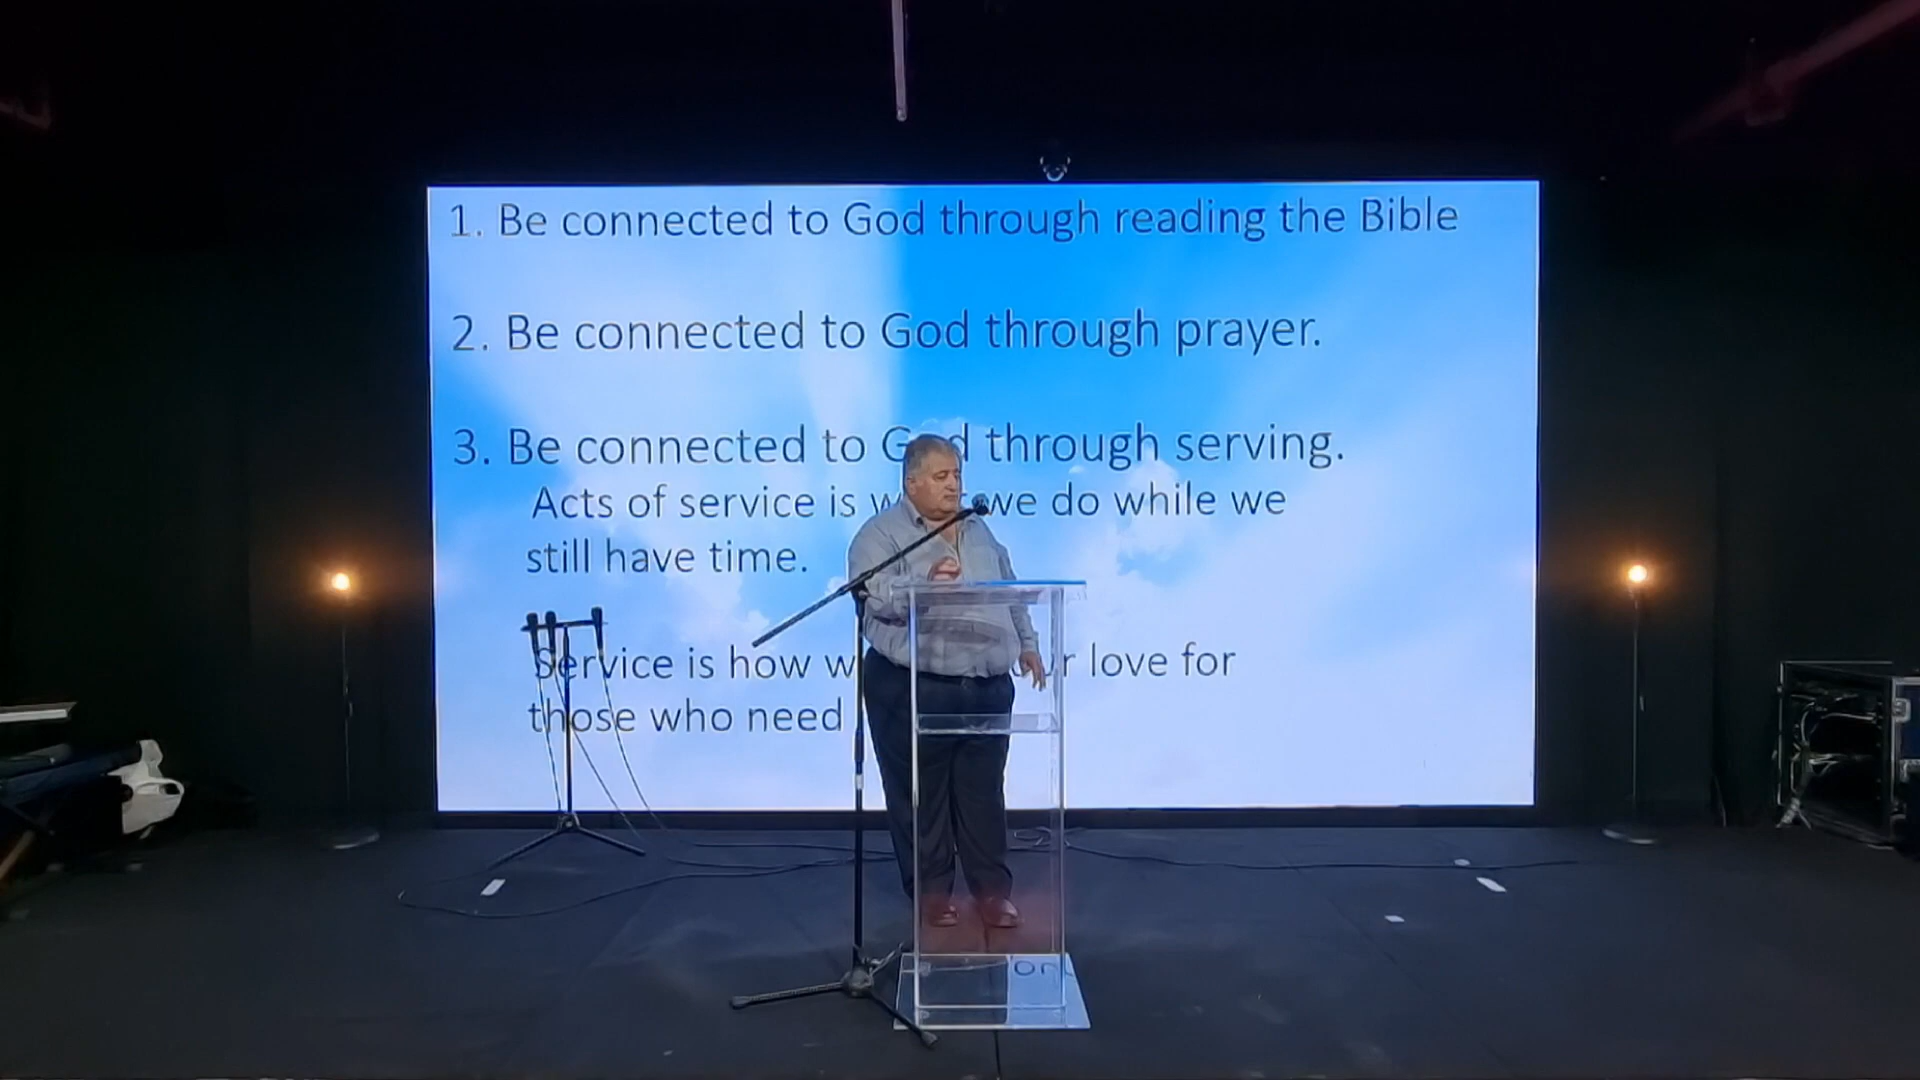 1. Be connected to God through reading the Bible
2. Be connected to God through prayer.
3. Be connected to God through serving.
Acts of service is we do while we
still have time.
Service is how love for
those who need